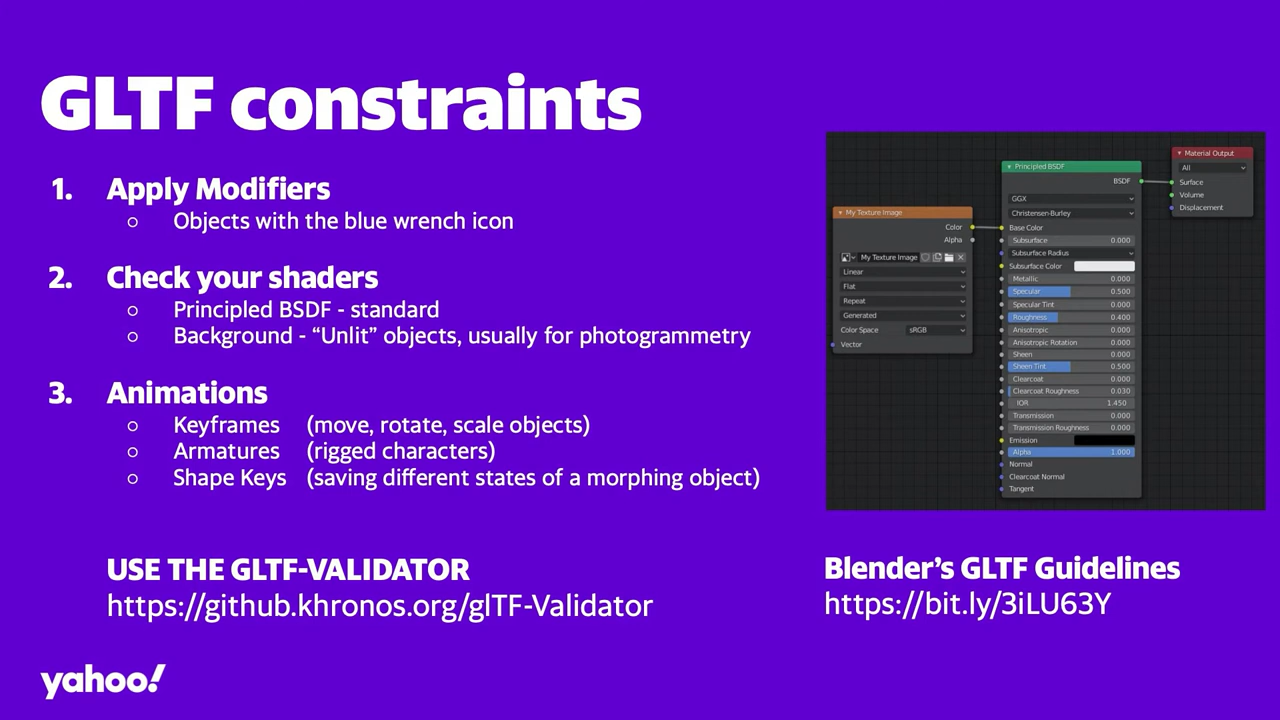 GLTF constraints
1. Apply Modifiers
○ Objects with the blue wrench icon
2. Check your shaders
○ Principled BSDF - standard
○ Background - “Unlit” objects, usually for photogrammetry
3. Animations
○ Keyframes (move, rotate, scale objects)
○ Armatures (rigged characters)
○ Shape Keys (saving different states of a morphing object)
USE THE GLTF-VALIDATOR
https://github.khronos.org/glTF-Validator
yahoo!
My Texture Image
Color
Alpha
My Texture Image
Linear
Flat
Repeat
Generated
Color Space sRGB
Vector
Principled BSDF
BSDF
GGX
Christensen-Burley
Base Color
Subsurface 0.000
Subsurface Radius
Subsurface Color
Metallic 0.000
Specular 0.500
Specular Tint 0.000
Roughness 0.400
Anisotropic 0.000
Anisotropic Rotation 0.000
Sheen 0.000
Sheen Tint 0.500
Clearcoat 0.000
Clearcoat Roughness 0.030
IOR 1.450
Transmission 0.000
Transmission Roughness 0.000
Emission
Alpha 1.000
Normal
Clearcoat Normal
Tangent
Material Output
All
Surface
Volume
Displacement
Blender’s GLTF Guidelines
https://bit.ly/3iLU63Y